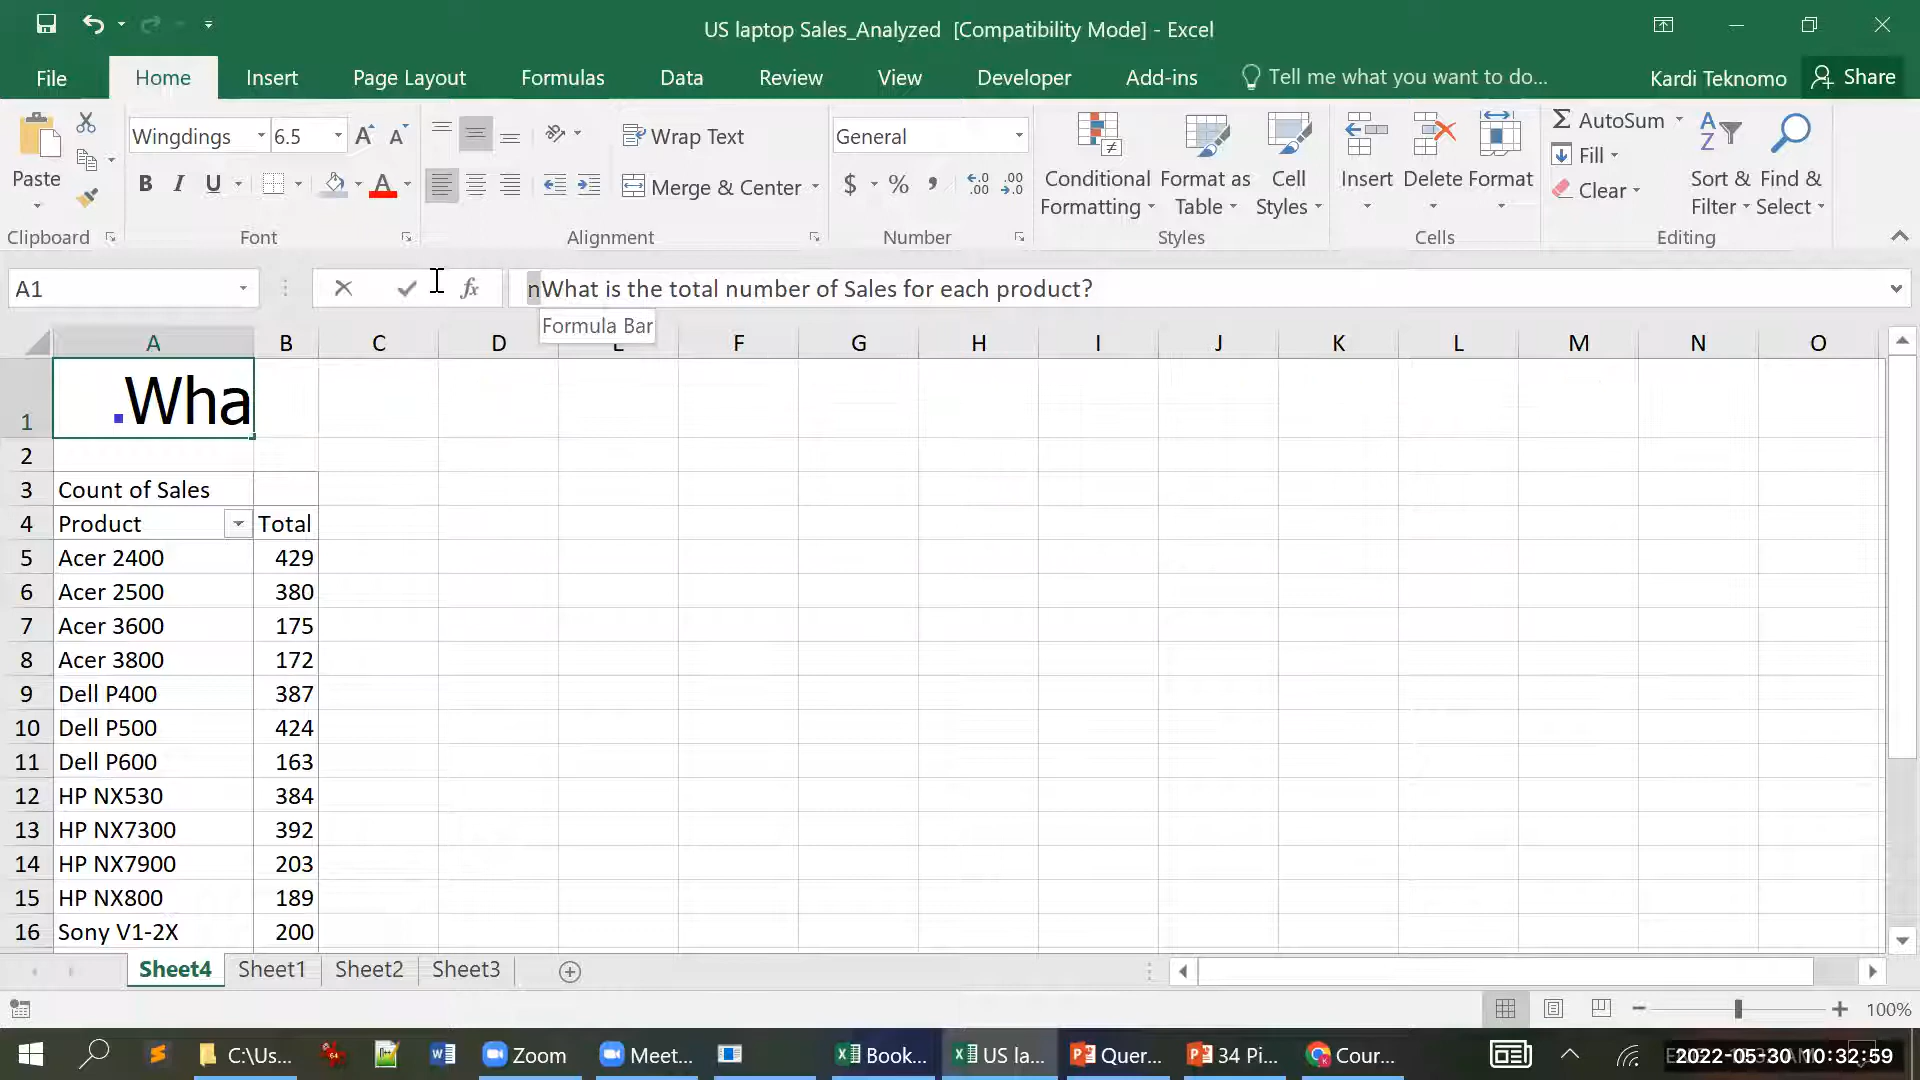 US laptop Sales_Analyzed [Compatibility Mode] - Excel
File Home Insert Page Layout Formulas Data Review View Developer Add-ins Tell me what you want to do... Kardi Teknomo Share
Paste
Clipboard
Wingdings 6.5
B I U
Font
Wrap Text
Merge & Center
Alignment
General
$ % ,
Number
Conditional Formatting
Format as Table
Cell Styles
Styles
Insert Delete Format
Cells
AutoSum
Fill
Clear
Sort & Filter
Find & Select
Editing
A1 fx nWhat is the total number of Sales for each product?
Formula Bar
A B C D E F G H I J K L M N O
1 .Wha
2
3 Count of Sales
4 Product Total
5 Acer 2400 429
6 Acer 2500 380
7 Acer 3600 175
8 Acer 3800 172
9 Dell P400 387
10 Dell P500 424
11 Dell P600 163
12 HP NX530 384
13 HP NX7300 392
14 HP NX7900 203
15 HP NX800 189
16 Sony V1-2X 200
Sheet4 Sheet1 Sheet2 Sheet3
100%
C:\Us... Zoom Meet... Book... US la... Quer... 34 Pi... Cour... 2022-05-30 10:32:59